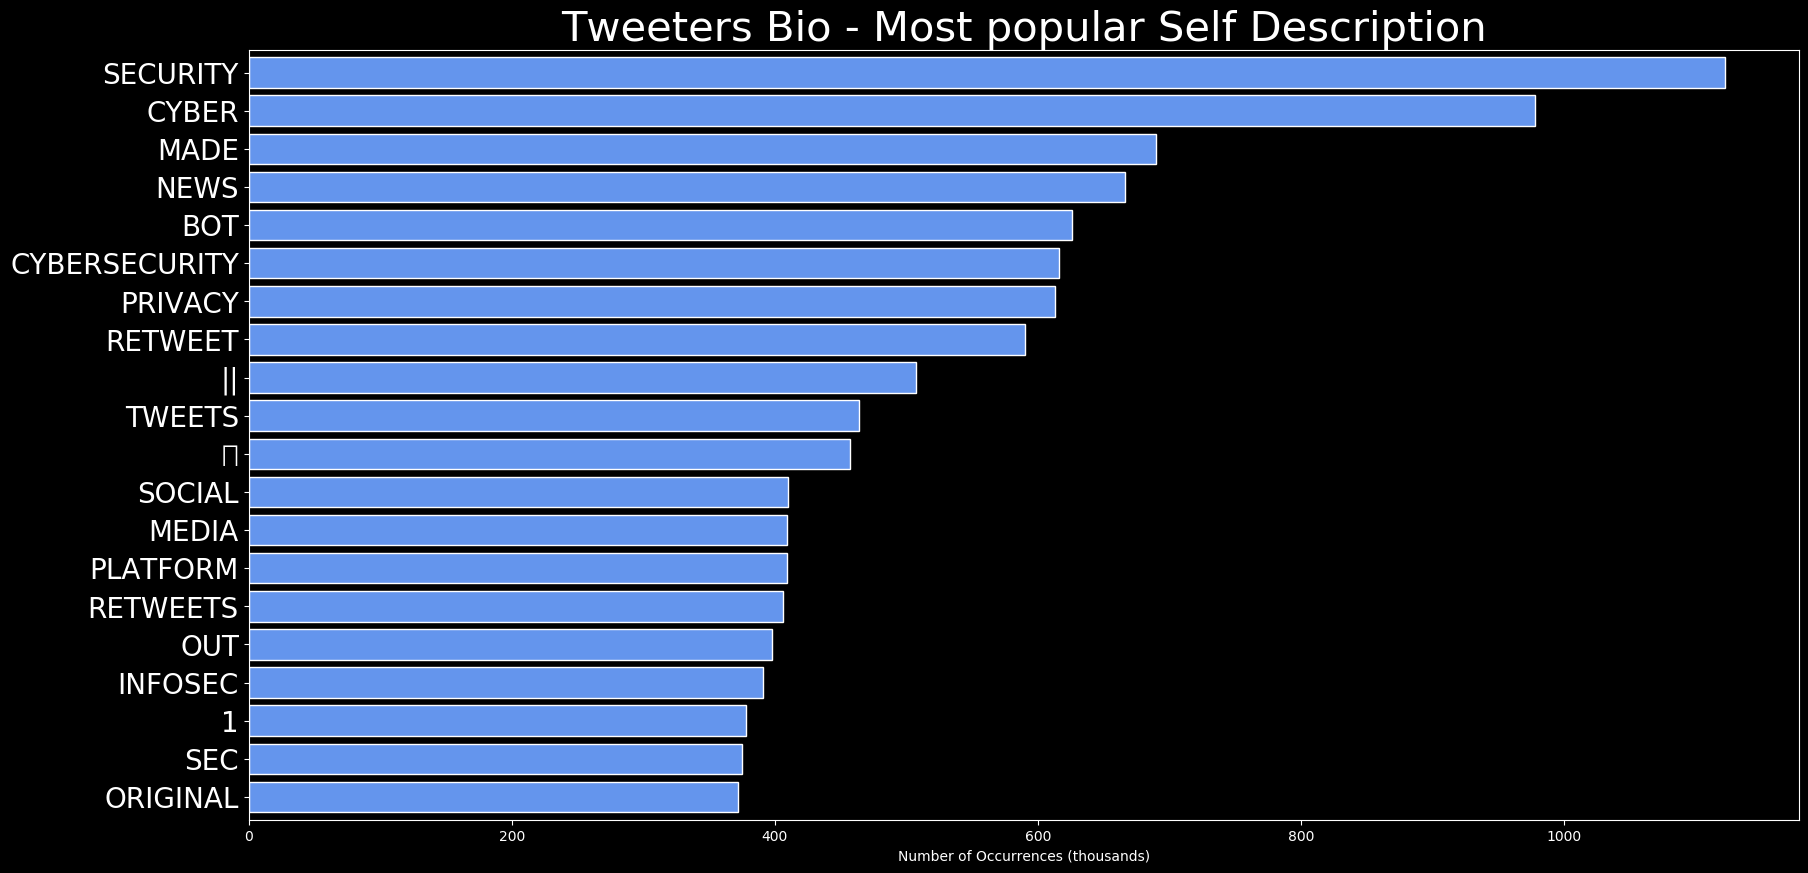 Tweeters Bio - Most popular Self Description
SECURITY
CYBER
MADE
NEWS
BOT
CYBERSECURITY
PRIVACY
RETWEET
||
TWEETS
SOCIAL
MEDIA
PLATFORM
RETWEETS
OUT
INFOSEC
1
SEC
ORIGINAL
0 200 400 600 800 1000
Number of Occurrences (thousands)